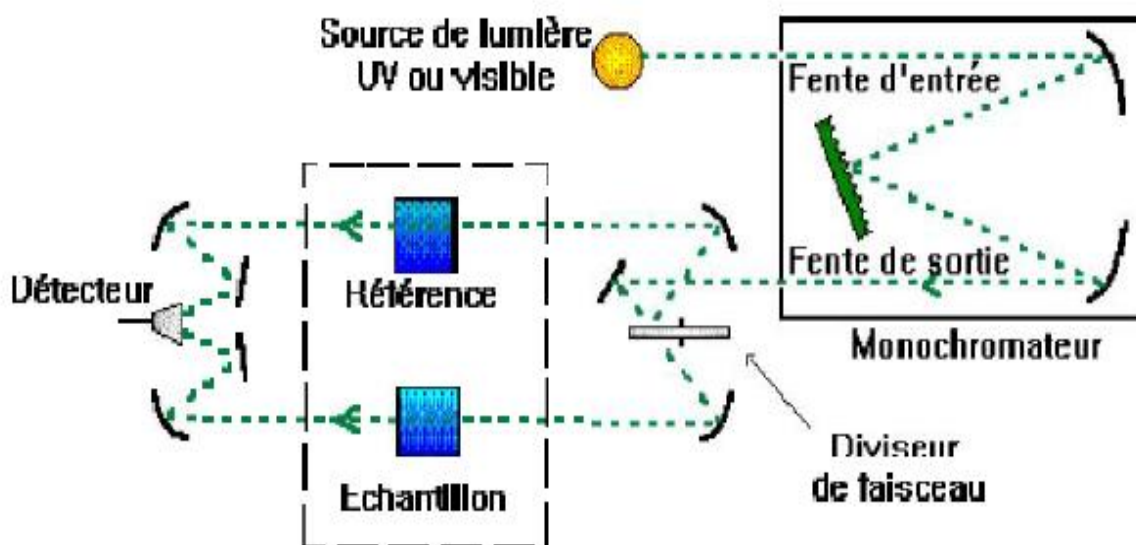 Source de lumière
UV ou visible
Fente d'entrée
Fente de sortie
Détecteur
Référence
Monochromateur
Diviseur
de faisceau
Echantillon